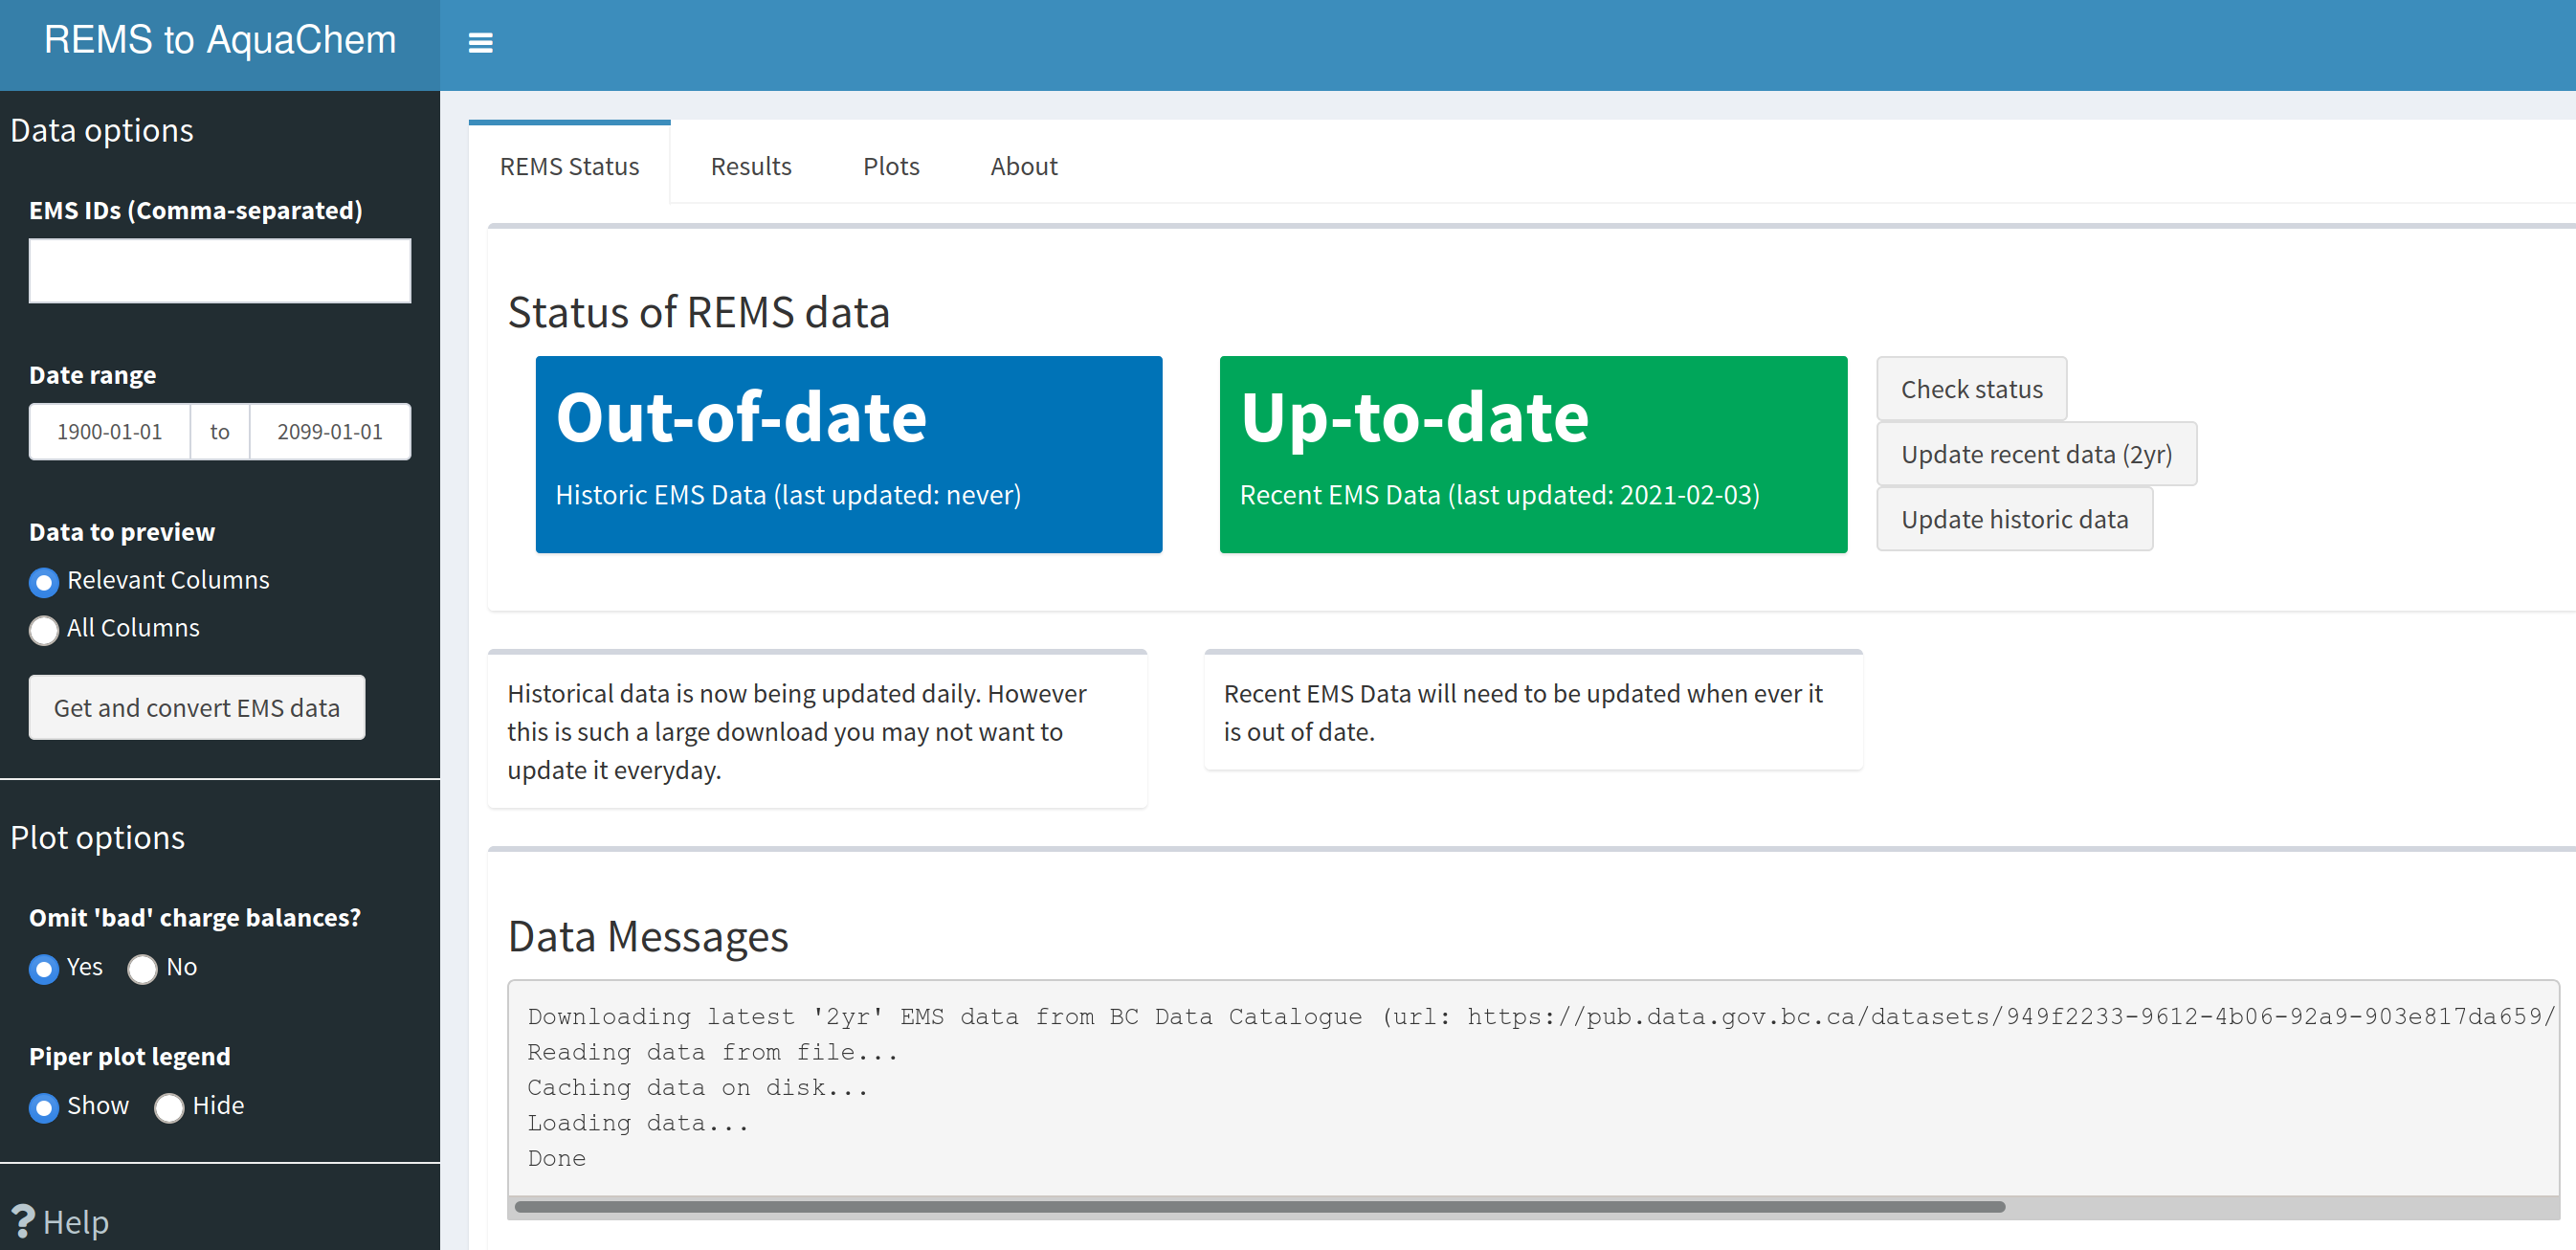 REMS to AquaChem
Data options
EMS IDs (Comma-separated)
Date range
1900-01-01 to 2099-01-01
Data to preview
Relevant Columns
All Columns
Get and convert EMS data
Plot options
Omit 'bad' charge balances?
Yes No
Piper plot legend
Show Hide
? Help
REMS Status Results Plots About
Status of REMS data
Out-of-date
Historic EMS Data (last updated: never)
Up-to-date
Recent EMS Data (last updated: 2021-02-03)
Check status
Update recent data (2yr)
Update historic data
Historical data is now being updated daily. However
this is such a large download you may not want to
update it everyday.
Recent EMS Data will need to be updated when ever it
is out of date.
Data Messages
Downloading latest '2yr' EMS data from BC Data Catalogue (url: https://pub.data.gov.bc.ca/datasets/949f2233-9612-4b06-92a9-903e817da659/
Reading data from file...
Caching data on disk...
Loading data...
Done